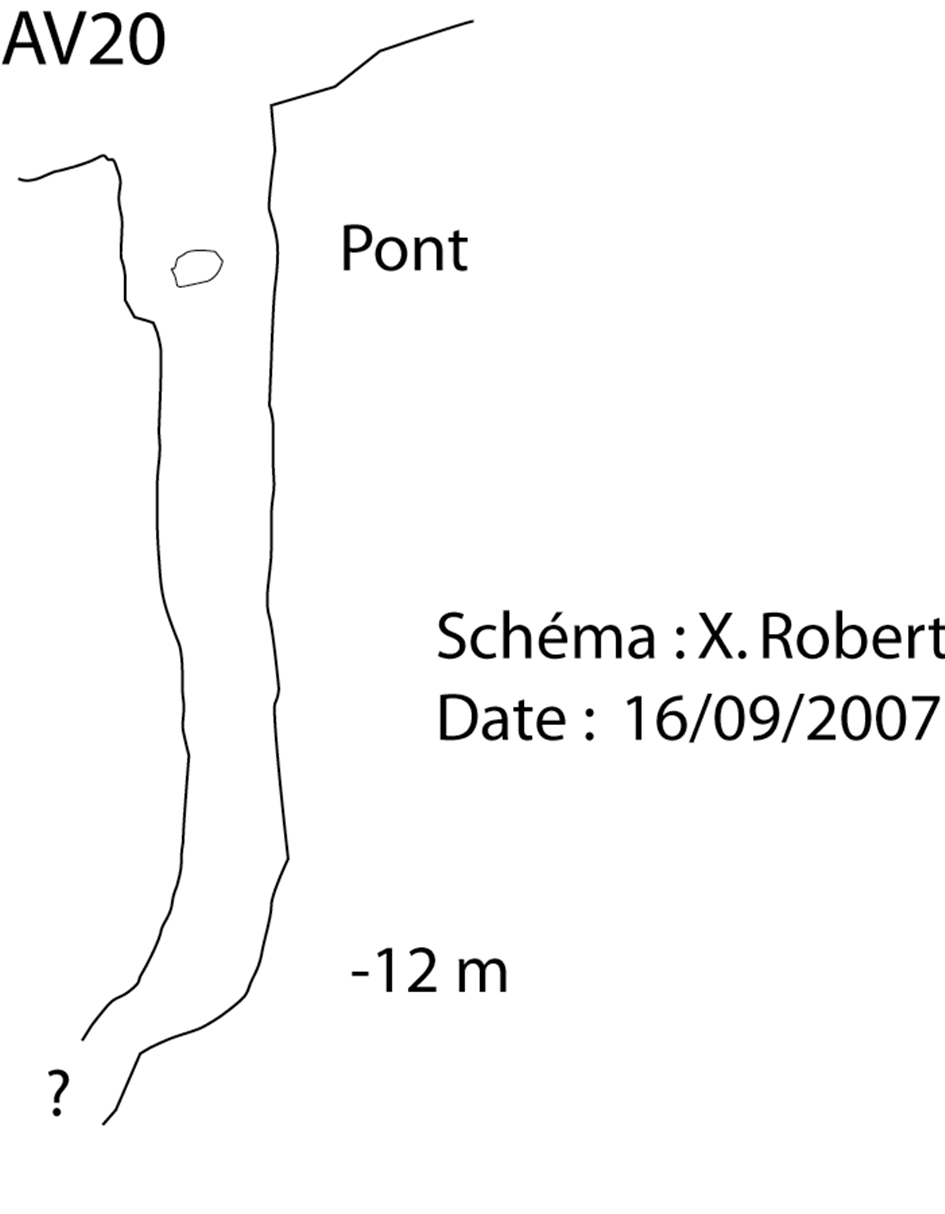 AV20
Pont
Schéma : X. Robert
Date : 16/09/2007
-12 m
?